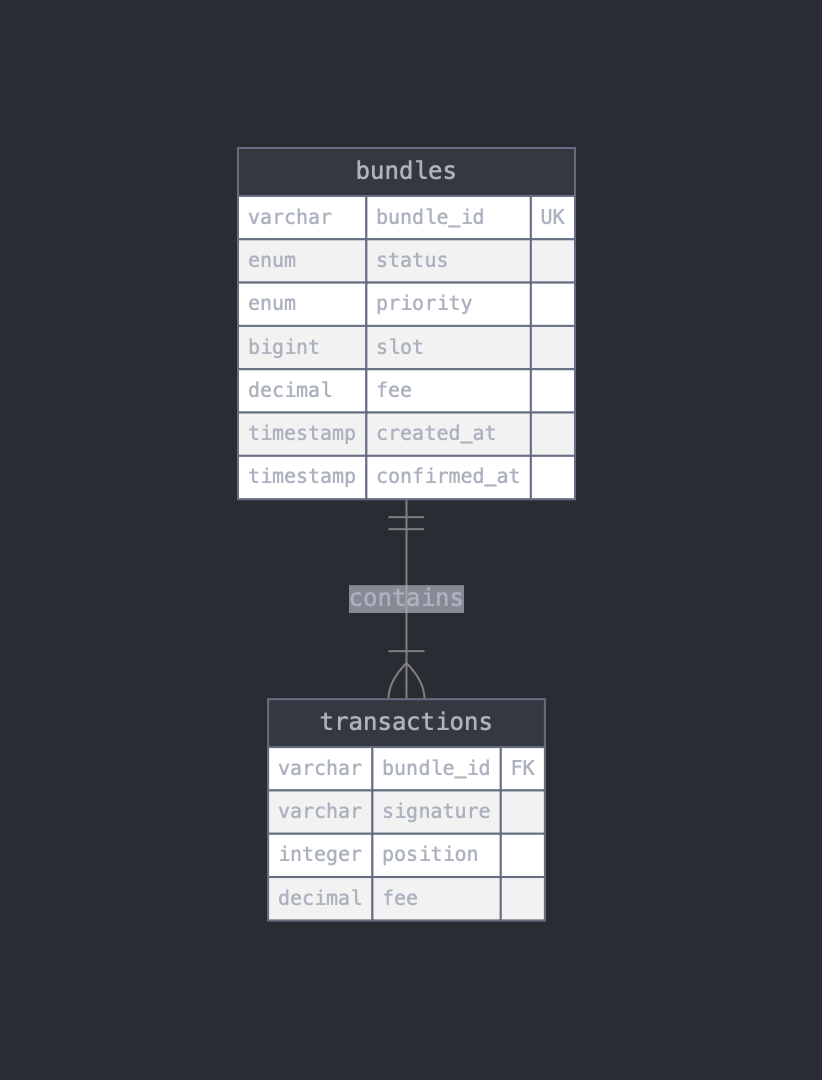 bundles
varchar bundle_id UK
enum status
enum priority
bigint slot
decimal fee
timestamp created_at
timestamp confirmed_at
contains
transactions
varchar bundle_id FK
varchar signature
integer position
decimal fee